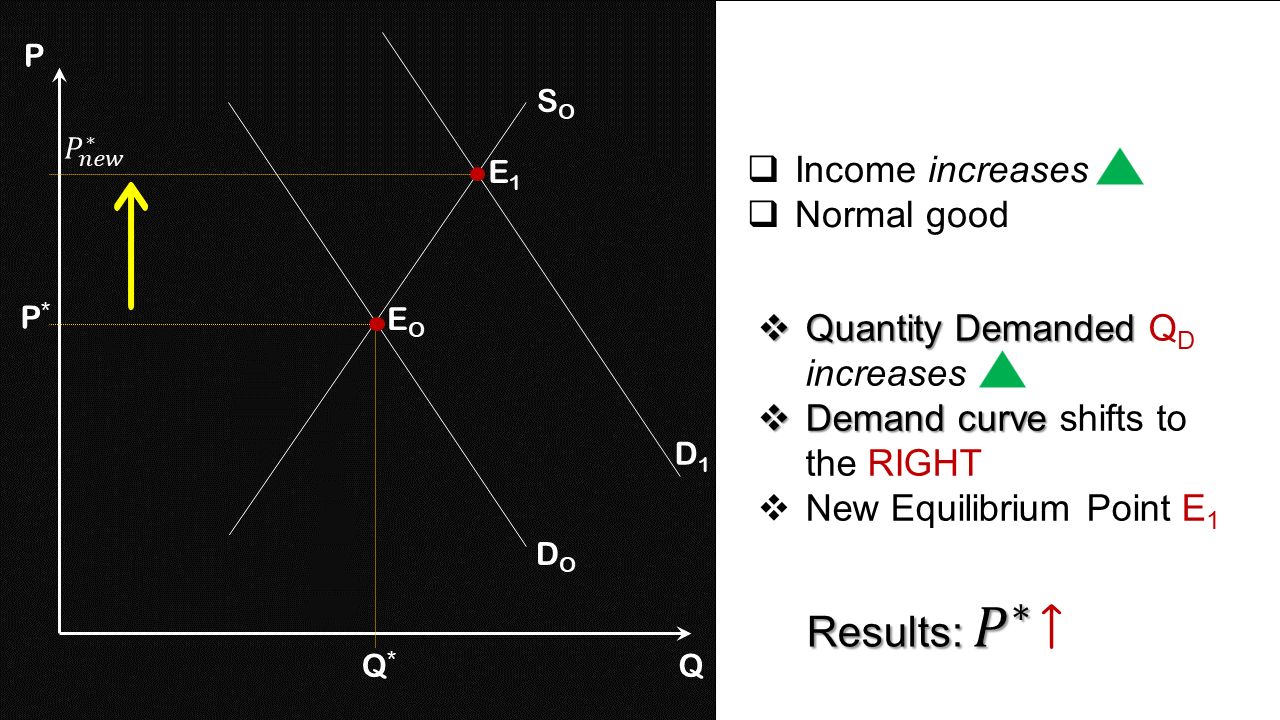 P
P*new
SO
E1
P*
EO
D1
DO
Q*
Q
❑ Income increases
❑ Normal good
❖ Quantity Demanded QD
increases
❖ Demand curve shifts to
the RIGHT
❖ New Equilibrium Point E1
Results: P* ↑